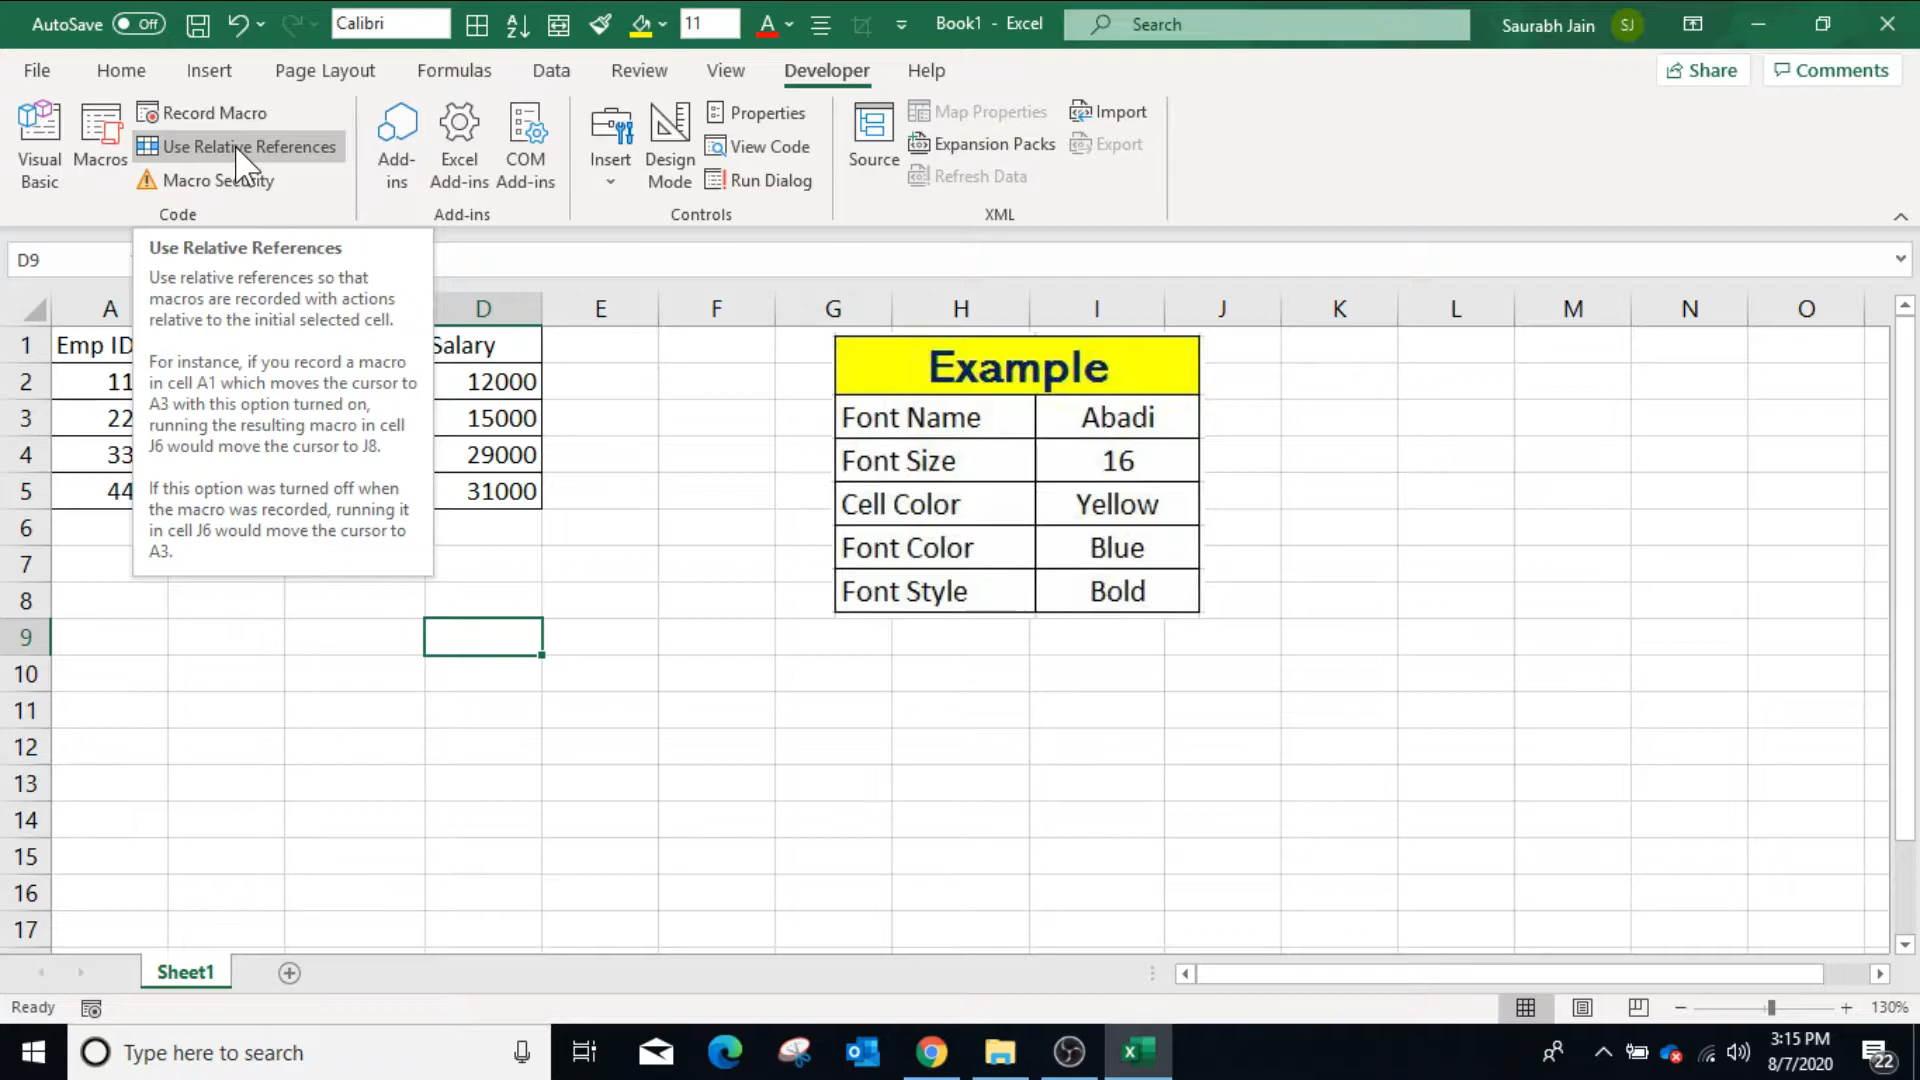 AutoSave Off Calibri 11 A Book1 - Excel Search Saurabh Jain SJ
File Home Insert Page Layout Formulas Data Review View Developer Help Share Comments
Visual Basic
Macros
Record Macro
Use Relative References
Macro Security
Code
Add-ins
Excel Add-ins
COM Add-ins
Add-ins
Insert
Design Mode
Properties
View Code
Run Dialog
Controls
Source
Map Properties
Expansion Packs
Refresh Data
Import
Export
XML
D9
Use Relative References
Use relative references so that
macros are recorded with actions
relative to the initial selected cell.
For instance, if you record a macro
in cell A1 which moves the cursor to
A3 with this option turned on,
running the resulting macro in cell
J6 would move the cursor to J8.
If this option was turned off when
the macro was recorded, running it
in cell J6 would move the cursor to
A3.
A D E F G H I J K L M N O
1 Emp ID Salary
2 11 12000
3 22 15000
4 33 29000
5 44 31000
6
7
8
9
10
11
12
13
14
15
16
17
Example
Font Name Abadi
Font Size 16
Cell Color Yellow
Font Color Blue
Font Style Bold
Sheet1
Ready 130%
Type here to search
3:15 PM
8/7/2020
22